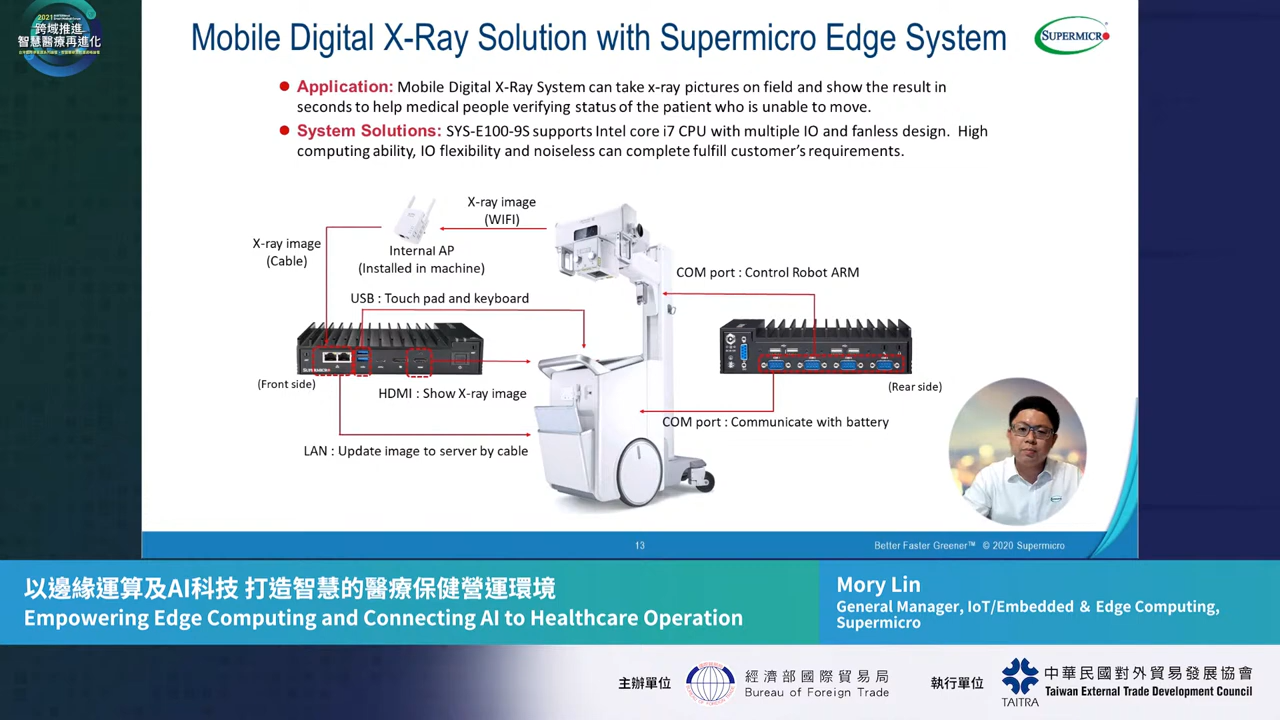 2021
跨域推進
智慧醫療再進化
Mobile Digital X-Ray Solution with Supermicro Edge System
SUPERMICRO
Application: Mobile Digital X-Ray System can take x-ray pictures on field and show the result in
seconds to help medical people verifying status of the patient who is unable to move.
System Solutions: SYS-E100-9S supports Intel core i7 CPU with multiple IO and fanless design. High
computing ability, IO flexibility and noiseless can complete fulfill customer's requirements.
X-ray image
(WIFI)
X-ray image
(Cable)
Internal AP
(Installed in machine)
COM port : Control Robot ARM
USB : Touch pad and keyboard
SUPERMICRO
(Front side)
(Rear side)
HDMI : Show X-ray image
COM port : Communicate with battery
LAN : Update image to server by cable
13
Better Faster Greener™ © 2020 Supermicro
以邊緣運算及AI科技 打造智慧的醫療保健營運環境
Empowering Edge Computing and Connecting AI to Healthcare Operation
Mory Lin
General Manager, IoT/Embedded & Edge Computing,
Supermicro
主辦單位
經濟部國際貿易局
Bureau of Foreign Trade
執行單位
TAITRA
中華民國對外貿易發展協會
Taiwan External Trade Development Council